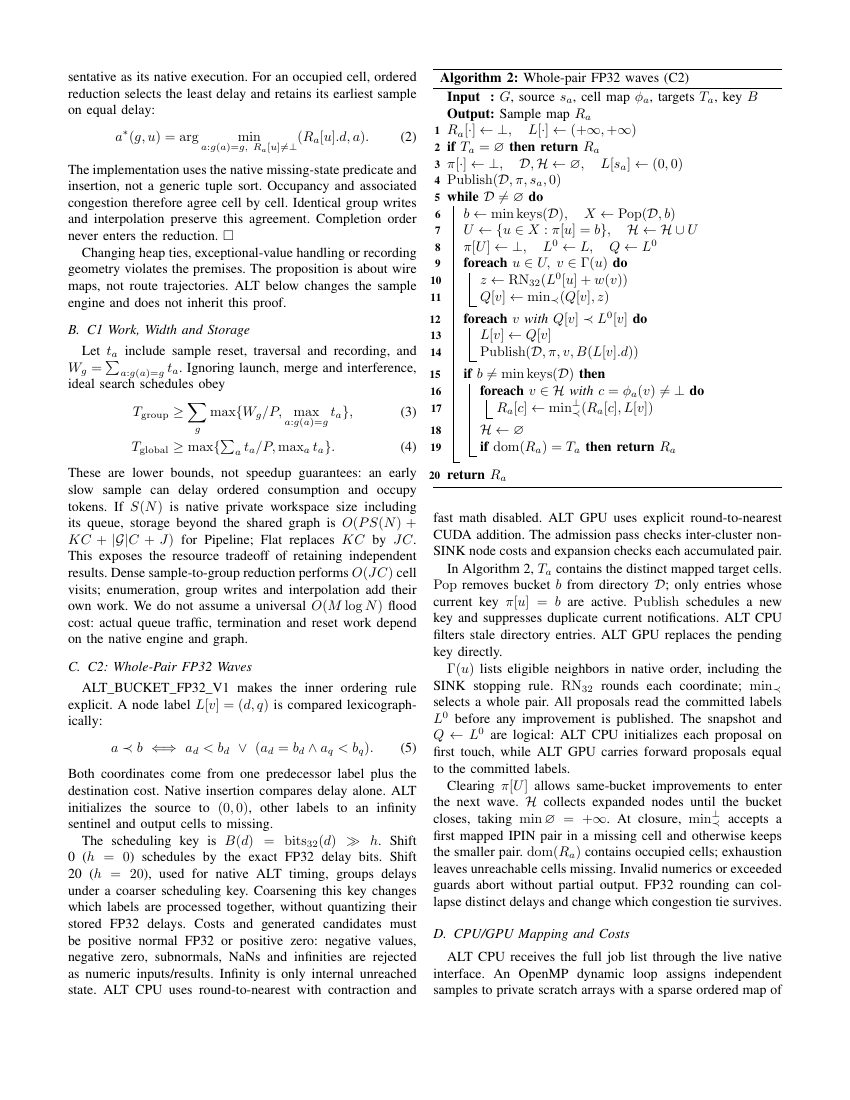 sentative as its native execution. For an occupied cell, ordered
reduction selects the least delay and retains its earliest sample
on equal delay:
a*(g, u) = arg min_{a:g(a)=g, R_a[u]≠⊥} (R_a[u].d, a). (2)
The implementation uses the native missing-state predicate and
insertion, not a generic tuple sort. Occupancy and associated
congestion therefore agree cell by cell. Identical group writes
and interpolation preserve this agreement. Completion order
never enters the reduction. □
Changing heap ties, exceptional-value handling or recording
geometry violates the premises. The proposition is about wire
maps, not route trajectories. ALT below changes the sample
engine and does not inherit this proof.
B. C1 Work, Width and Storage
Let t_a include sample reset, traversal and recording, and
W_g = ∑_{a:g(a)=g} t_a. Ignoring launch, merge and interference,
ideal search schedules obey
T_group ≥ ∑_g max{W_g/P, max_{a:g(a)=g} t_a}, (3)
T_global ≥ max{∑_a t_a/P, max_a t_a}. (4)
These are lower bounds, not speedup guarantees: an early
slow sample can delay ordered consumption and occupy
tokens. If S(N) is native private workspace size including
its queue, storage beyond the shared graph is O(PS(N) +
KC + |𝒢|C + J) for Pipeline; Flat replaces KC by JC.
This exposes the resource tradeoff of retaining independent
results. Dense sample-to-group reduction performs O(JC) cell
visits; enumeration, group writes and interpolation add their
own work. We do not assume a universal O(M log N) flood
cost: actual queue traffic, termination and reset work depend
on the native engine and graph.
C. C2: Whole-Pair FP32 Waves
ALT_BUCKET_FP32_V1 makes the inner ordering rule
explicit. A node label L[v] = (d, q) is compared lexicograph-
ically:
a ≺ b ⟺ a_d < b_d ∨ (a_d = b_d ∧ a_q < b_q). (5)
Both coordinates come from one predecessor label plus the
destination cost. Native insertion compares delay alone. ALT
initializes the source to (0, 0), other labels to an infinity
sentinel and output cells to missing.
The scheduling key is B(d) = bits_32(d) ≫ h. Shift
0 (h = 0) schedules by the exact FP32 delay bits. Shift
20 (h = 20), used for native ALT timing, groups delays
under a coarser scheduling key. Coarsening this key changes
which labels are processed together, without quantizing their
stored FP32 delays. Costs and generated candidates must
be positive normal FP32 or positive zero: negative values,
negative zero, subnormals, NaNs and infinities are rejected
as numeric inputs/results. Infinity is only internal unreached
state. ALT CPU uses round-to-nearest with contraction and
Algorithm 2: Whole-pair FP32 waves (C2)
Input : G, source s_a, cell map ϕ_a, targets T_a, key B
Output: Sample map R_a
1 R_a[·] ← ⊥, L[·] ← (+∞, +∞)
2 if T_a = ∅ then return R_a
3 π[·] ← ⊥, 𝒟, ℋ ← ∅, L[s_a] ← (0, 0)
4 Publish(𝒟, π, s_a, 0)
5 while 𝒟 ≠ ∅ do
6 b ← min keys(𝒟), X ← Pop(𝒟, b)
7 U ← {u ∈ X : π[u] = b}, ℋ ← ℋ ∪ U
8 π[U] ← ⊥, L^0 ← L, Q ← L^0
9 foreach u ∈ U, v ∈ Γ(u) do
10 z ← RN_32(L^0[u] + w(v))
11 Q[v] ← min_≺(Q[v], z)
12 foreach v with Q[v] ≺ L^0[v] do
13 L[v] ← Q[v]
14 Publish(𝒟, π, v, B(L[v].d))
15 if b ≠ min keys(𝒟) then
16 foreach v ∈ ℋ with c = ϕ_a(v) ≠ ⊥ do
17 R_a[c] ← min_≺^⊥(R_a[c], L[v])
18 ℋ ← ∅
19 if dom(R_a) = T_a then return R_a
20 return R_a
fast math disabled. ALT GPU uses explicit round-to-nearest
CUDA addition. The admission pass checks inter-cluster non-
SINK node costs and expansion checks each accumulated pair.
In Algorithm 2, T_a contains the distinct mapped target cells.
Pop removes bucket b from directory 𝒟; only entries whose
current key π[u] = b are active. Publish schedules a new
key and suppresses duplicate current notifications. ALT CPU
filters stale directory entries. ALT GPU replaces the pending
key directly.
Γ(u) lists eligible neighbors in native order, including the
SINK stopping rule. RN_32 rounds each coordinate; min_≺
selects a whole pair. All proposals read the committed labels
L^0 before any improvement is published. The snapshot and
Q ← L^0 are logical: ALT CPU initializes each proposal on
first touch, while ALT GPU carries forward proposals equal
to the committed labels.
Clearing π[U] allows same-bucket improvements to enter
the next wave. ℋ collects expanded nodes until the bucket
closes, taking min ∅ = +∞. At closure, min_≺^⊥ accepts a
first mapped IPIN pair in a missing cell and otherwise keeps
the smaller pair. dom(R_a) contains occupied cells; exhaustion
leaves unreachable cells missing. Invalid numerics or exceeded
guards abort without partial output. FP32 rounding can col-
lapse distinct delays and change which congestion tie survives.
D. CPU/GPU Mapping and Costs
ALT CPU receives the full job list through the live native
interface. An OpenMP dynamic loop assigns independent
samples to private scratch arrays with a sparse ordered map of